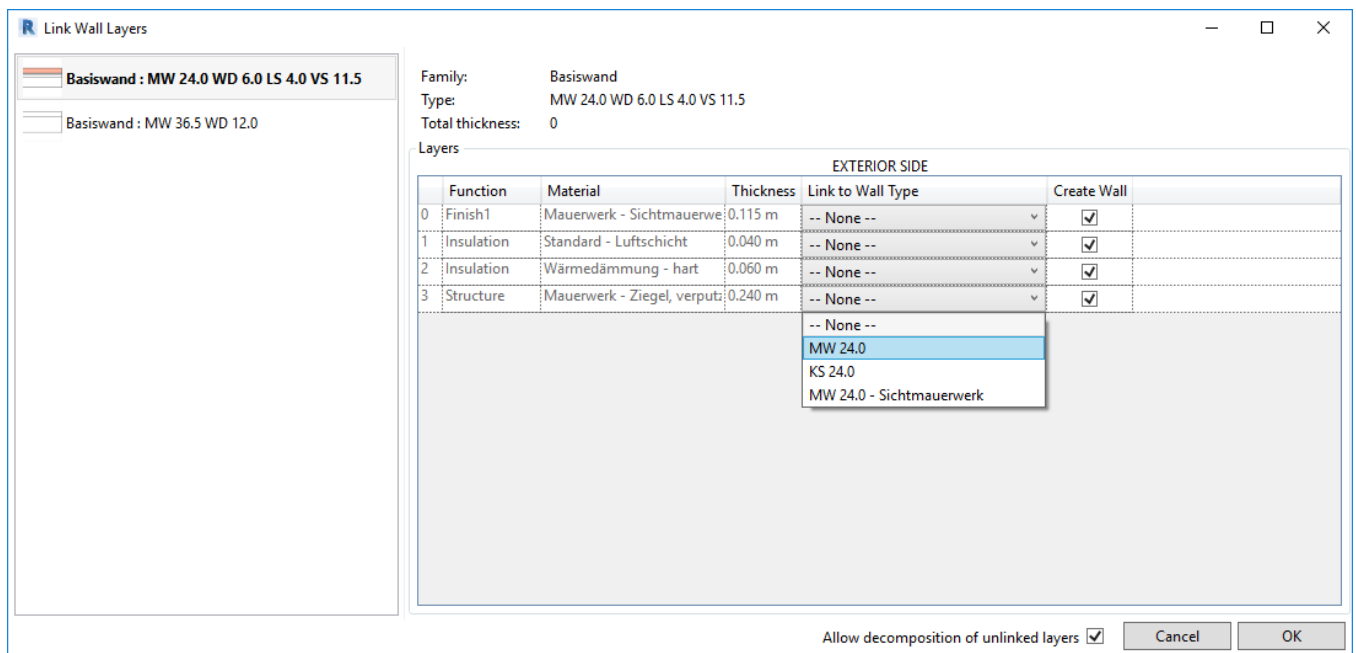 Link Wall Layers
Basiswand : MW 24.0 WD 6.0 LS 4.0 VS 11.5
Basiswand : MW 36.5 WD 12.0
Family: Basiswand
Type: MW 24.0 WD 6.0 LS 4.0 VS 11.5
Total thickness: 0
Layers
EXTERIOR SIDE
Function Material Thickness Link to Wall Type Create Wall
0 Finish1 Mauerwerk - Sichtmauerwe 0.115 m -- None --
1 Insulation Standard - Luftschicht 0.040 m -- None --
2 Insulation Wärmedämmung - hart 0.060 m -- None --
3 Structure Mauerwerk - Ziegel, verputz 0.240 m -- None --
-- None --
MW 24.0
KS 24.0
MW 24.0 - Sichtmauerwerk
Allow decomposition of unlinked layers Cancel OK